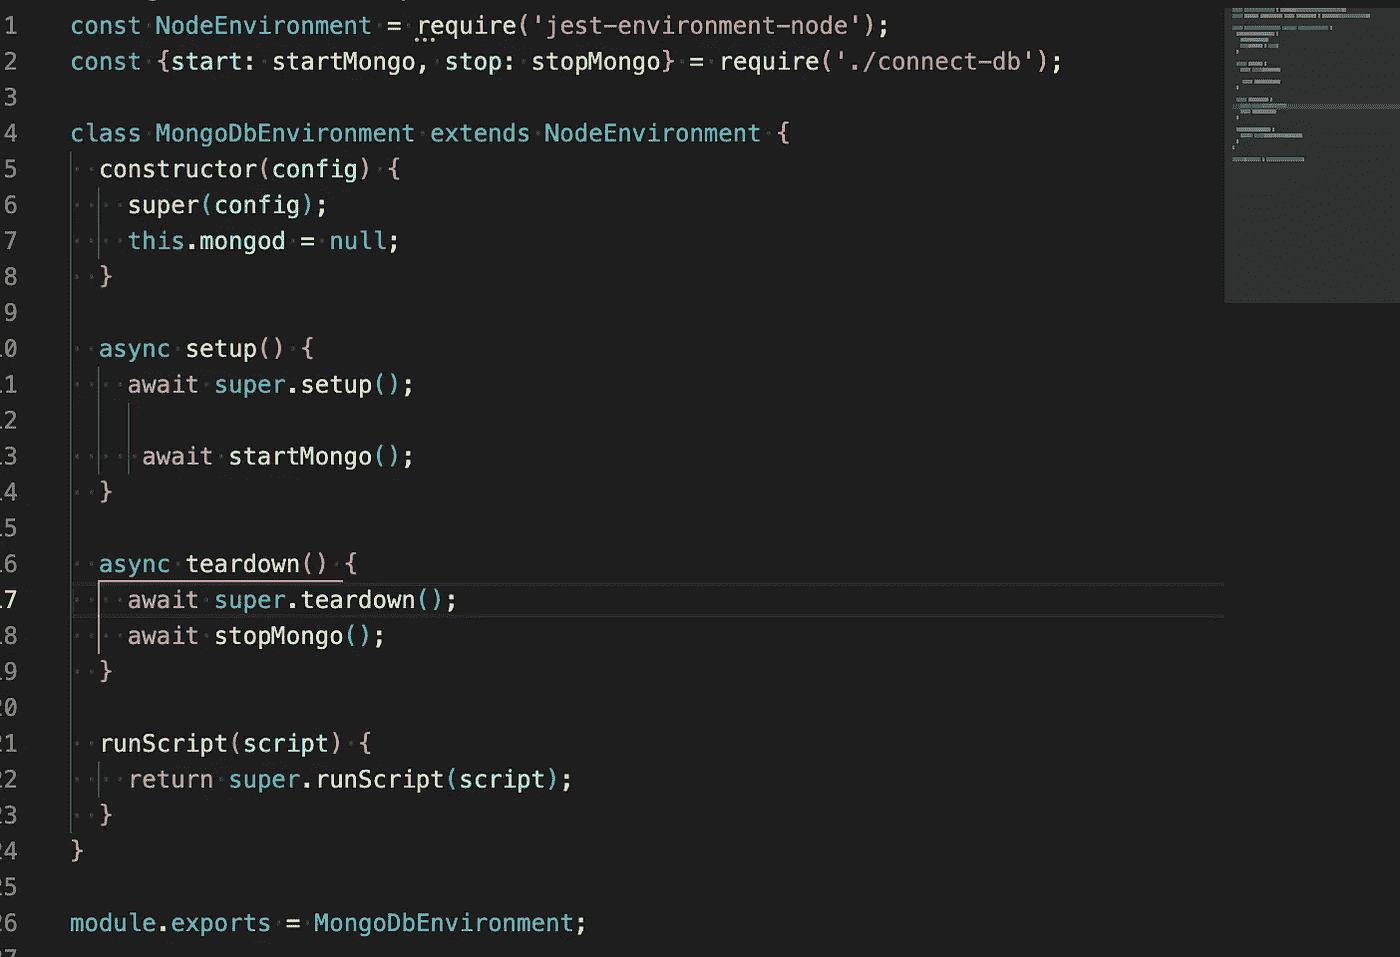 1 const NodeEnvironment = require('jest-environment-node');
2 const {start: startMongo, stop: stopMongo} = require('./connect-db');
3
4 class MongoDbEnvironment extends NodeEnvironment {
5   constructor(config) {
6     super(config);
7     this.mongod = null;
8   }
9
10   async setup() {
11     await super.setup();
12
13      await startMongo();
14   }
15
16   async teardown() {
17     await super.teardown();
18     await stopMongo();
19   }
20
21   runScript(script) {
22     return super.runScript(script);
23   }
24 }
25
26 module.exports = MongoDbEnvironment;
27